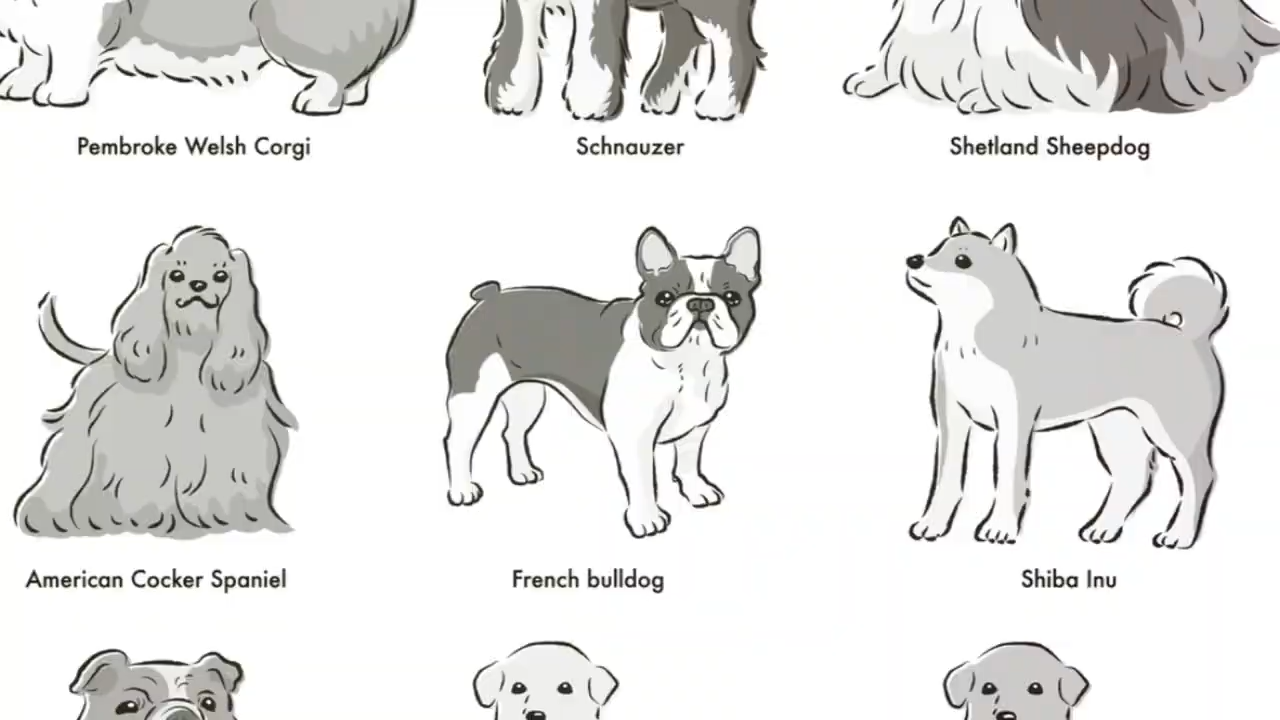 Pembroke Welsh Corgi
Schnauzer
Shetland Sheepdog
American Cocker Spaniel
French bulldog
Shiba Inu